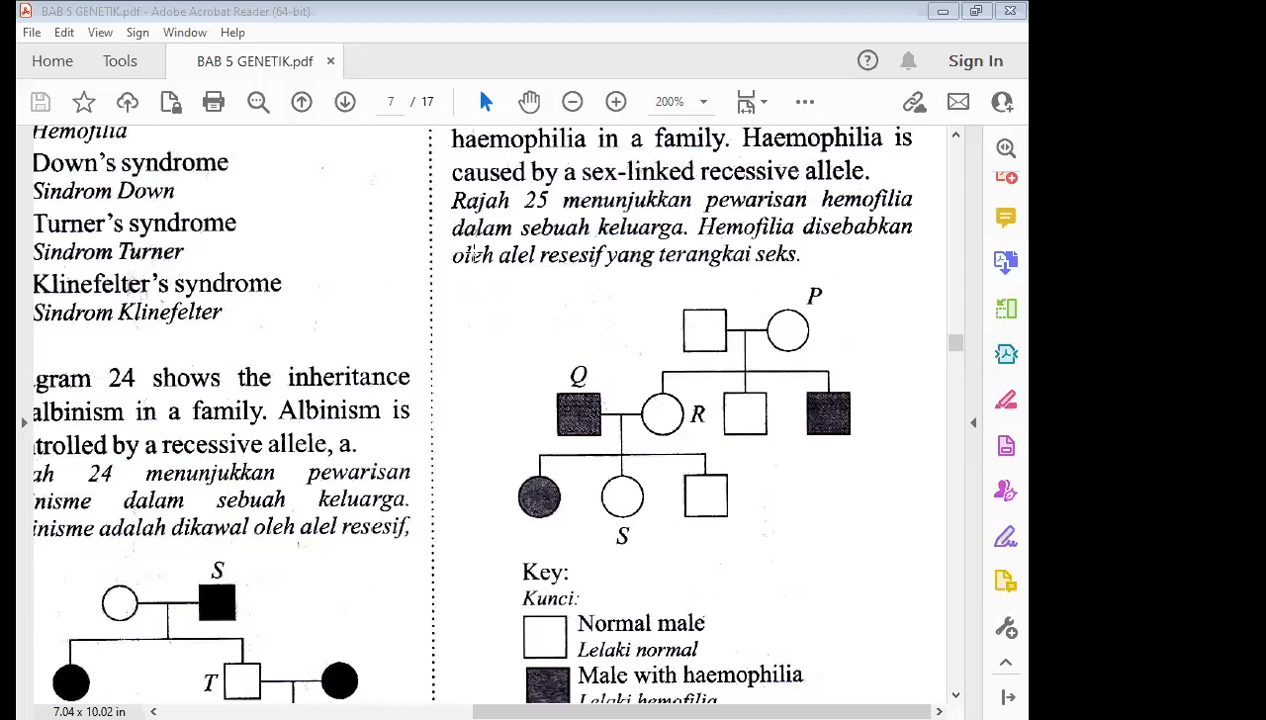 BAB 5 GENETIK.pdf - Adobe Acrobat Reader (64-bit)
File Edit View Sign Window Help
Home Tools BAB 5 GENETIK.pdf × Sign In
7 / 17 200%
Hemofilia
Down's syndrome
Sindrom Down
Turner's syndrome
Sindrom Turner
Klinefelter's syndrome
Sindrom Klinefelter
gram 24 shows the inheritance
albinism in a family. Albinism is
trolled by a recessive allele, a.
ah 24 menunjukkan pewarisan
nisme dalam sebuah keluarga.
inisme adalah dikawal oleh alel resesif,
S
T
haemophilia in a family. Haemophilia is
caused by a sex-linked recessive allele.
Rajah 25 menunjukkan pewarisan hemofilia
dalam sebuah keluarga. Hemofilia disebabkan
oleh alel resesif yang terangkai seks.
P
Q
R
S
Key:
Kunci:
Normal male
Lelaki normal
Male with haemophilia
Lelaki hemofilia
7.04 x 10.02 in